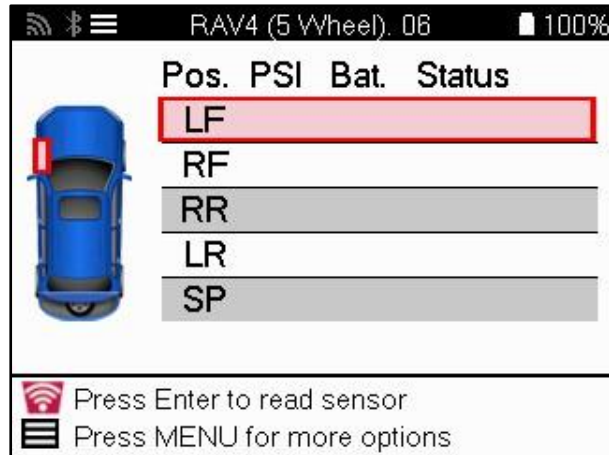 RAV4 (5 Wheel). 06 100%
Pos. PSI Bat. Status
LF
RF
RR
LR
SP
Press Enter to read sensor
Press MENU for more options